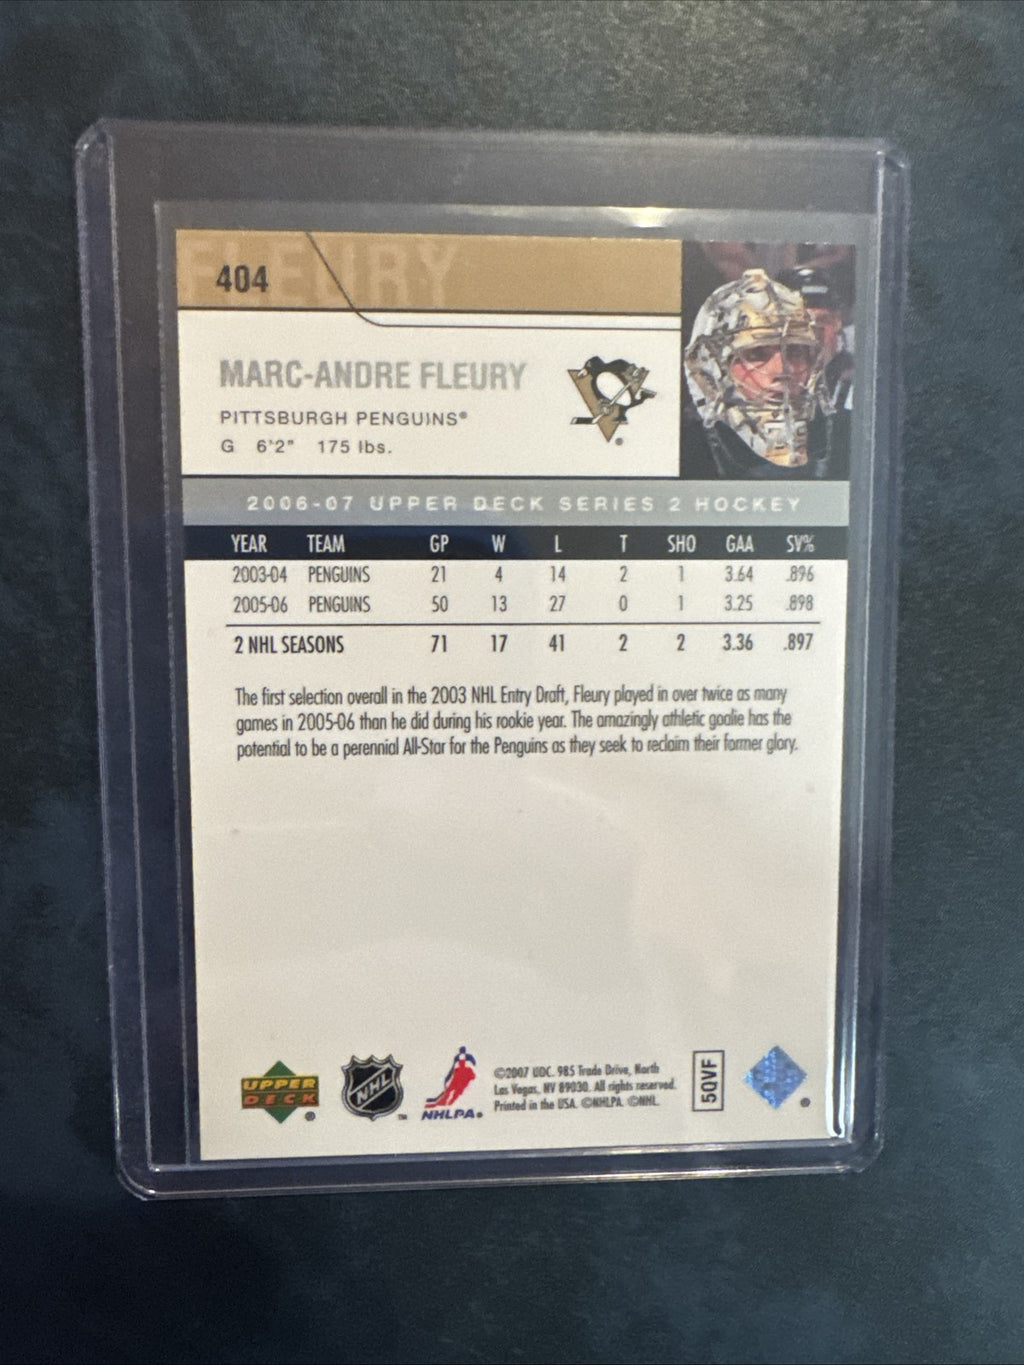 FLEURY
404
MARC-ANDRE FLEURY
PITTSBURGH PENGUINS®
G 6'2" 175 lbs.
2006-07 UPPER DECK SERIES 2 HOCKEY
YEAR TEAM GP W L T SHO GAA SV%
2003-04 PENGUINS 21 4 14 2 1 3.64 .896
2005-06 PENGUINS 50 13 27 0 1 3.25 .898
2 NHL SEASONS 71 17 41 2 2 3.36 .897
The first selection overall in the 2003 NHL Entry Draft, Fleury played in over twice as many
games in 2005-06 than he did during his rookie year. The amazingly athletic goalie has the
potential to be a perennial All-Star for the Penguins as they seek to reclaim their former glory.
UPPER
DECK
®
NHL
™
NHLPA®
©2007 UDC. 985 Trade Drive, North
Las Vegas, NV 89030. All rights reserved.
Printed in the USA. ©NHLPA. ©NHL.
5QVF
®